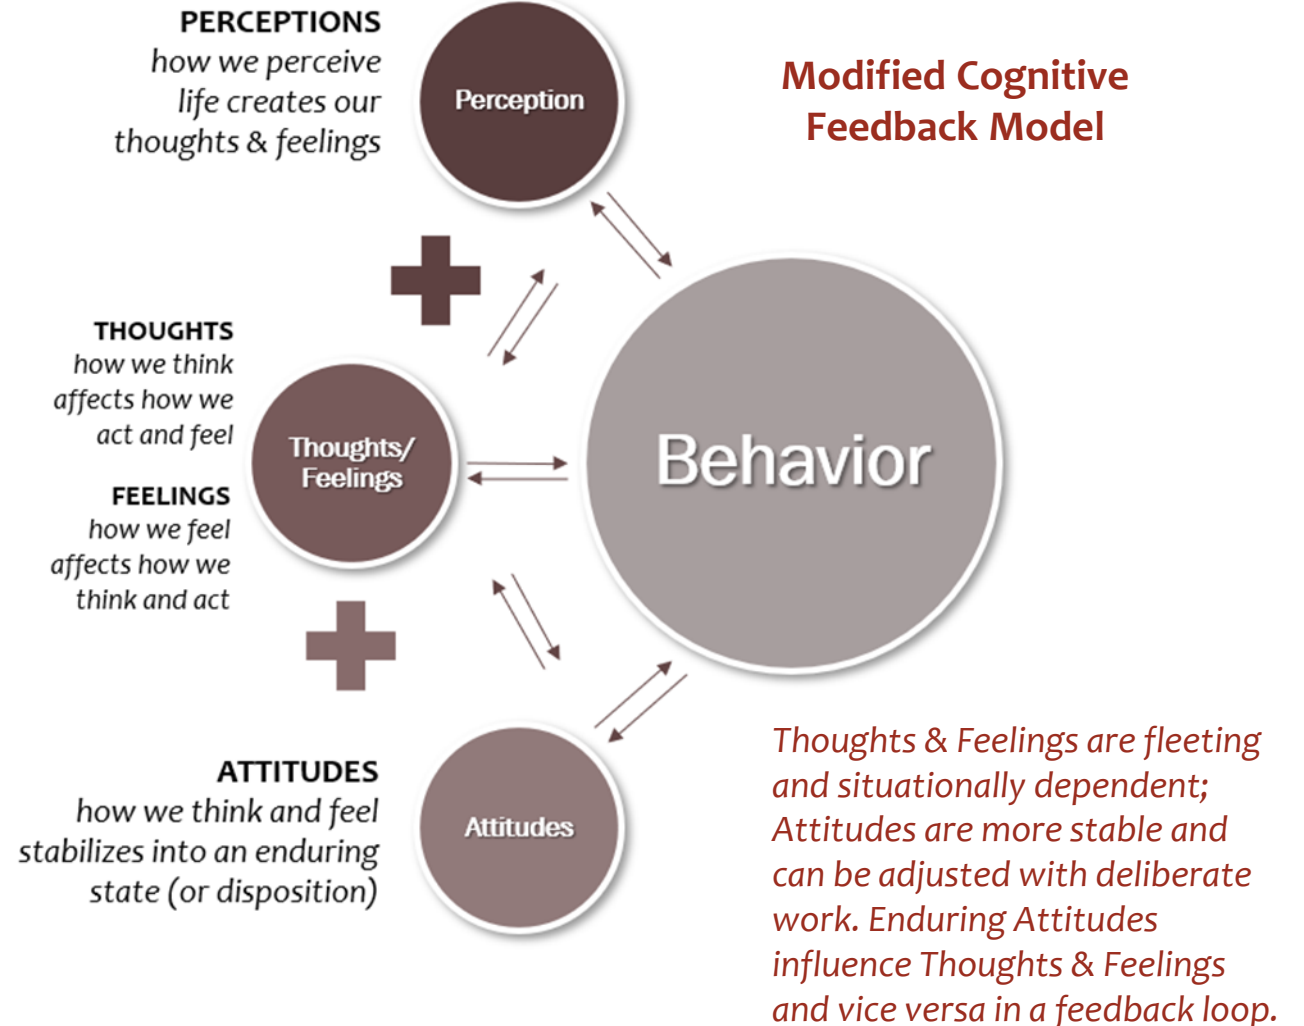 PERCEPTIONS
how we perceive
life creates our
thoughts & feelings
Perception
Modified Cognitive
Feedback Model
THOUGHTS
how we think
affects how we
act and feel
FEELINGS
how we feel
affects how we
think and act
Thoughts/
Feelings
Behavior
ATTITUDES
how we think and feel
stabilizes into an enduring
state (or disposition)
Attitudes
Thoughts & Feelings are fleeting
and situationally dependent;
Attitudes are more stable and
can be adjusted with deliberate
work. Enduring Attitudes
influence Thoughts & Feelings
and vice versa in a feedback loop.